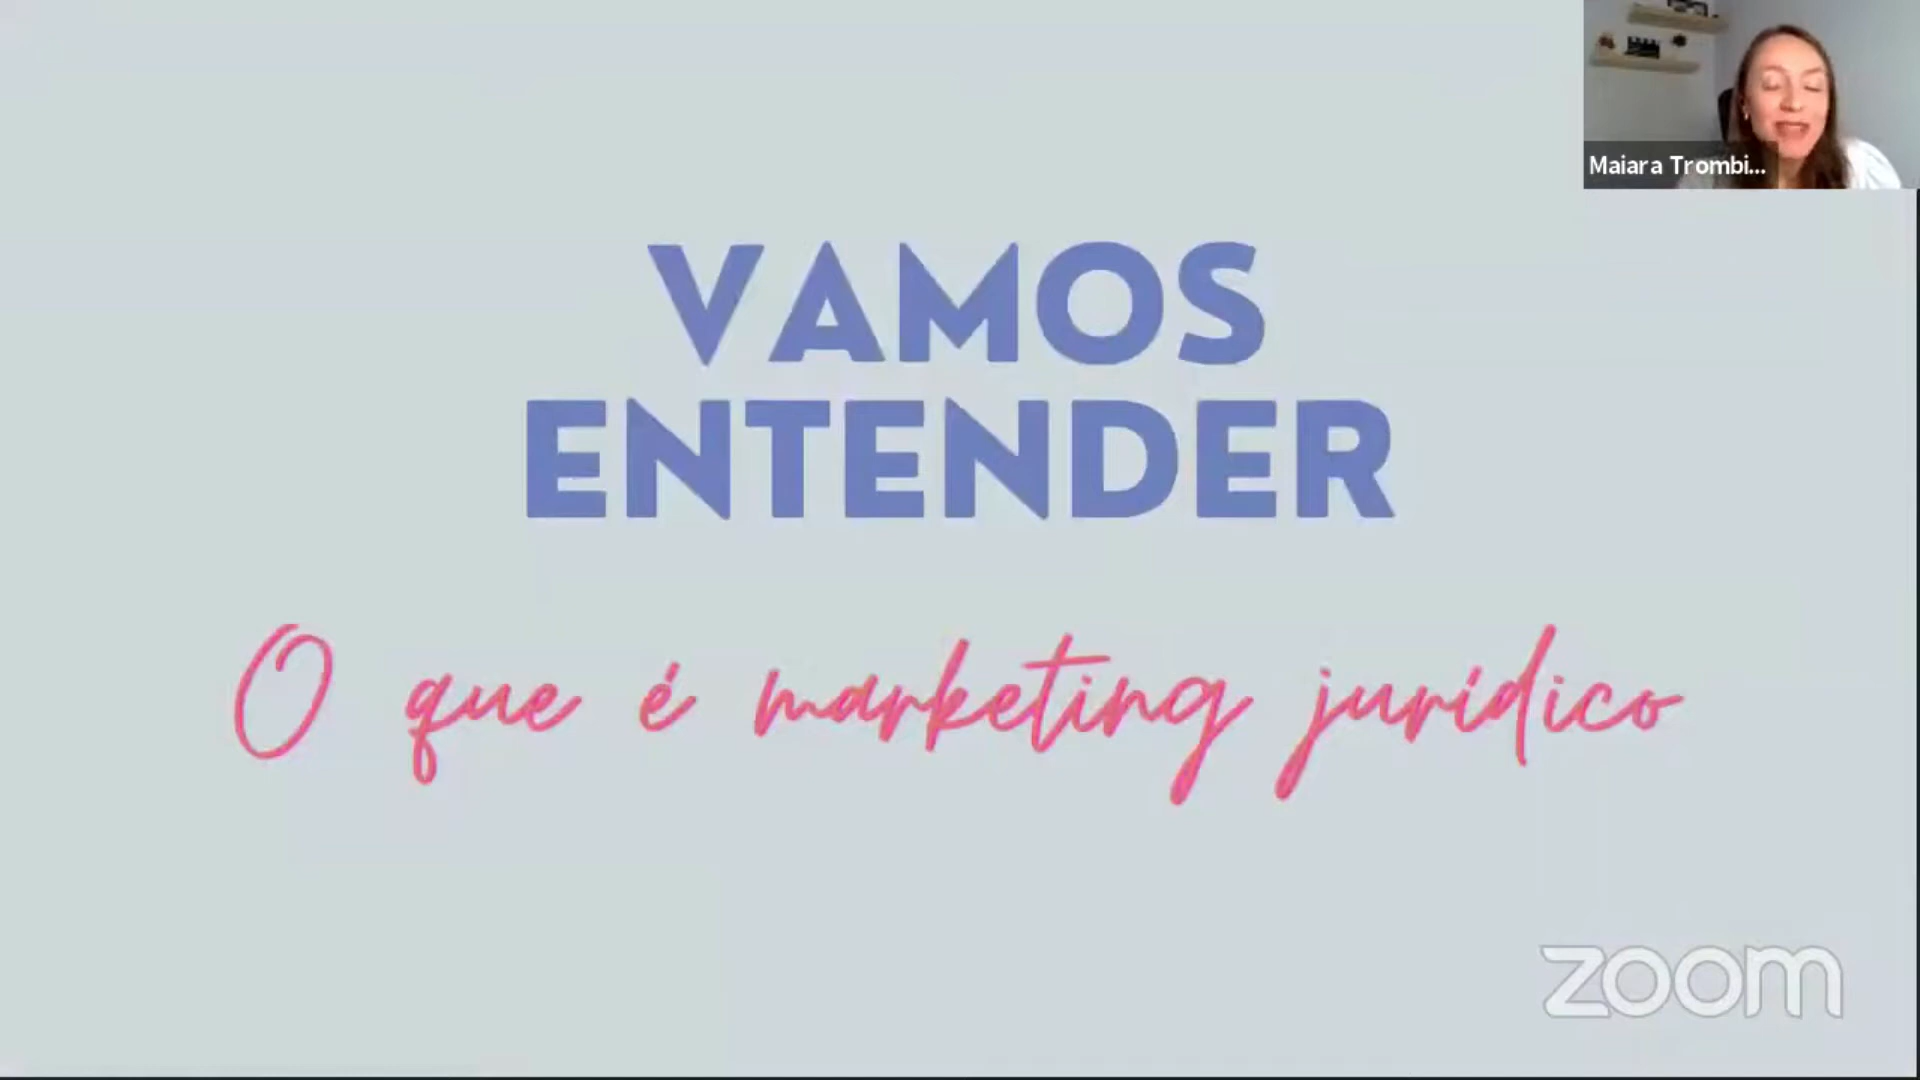 Maiara Trombi...
VAMOS
ENTENDER
O que é marketing jurídico
zoom